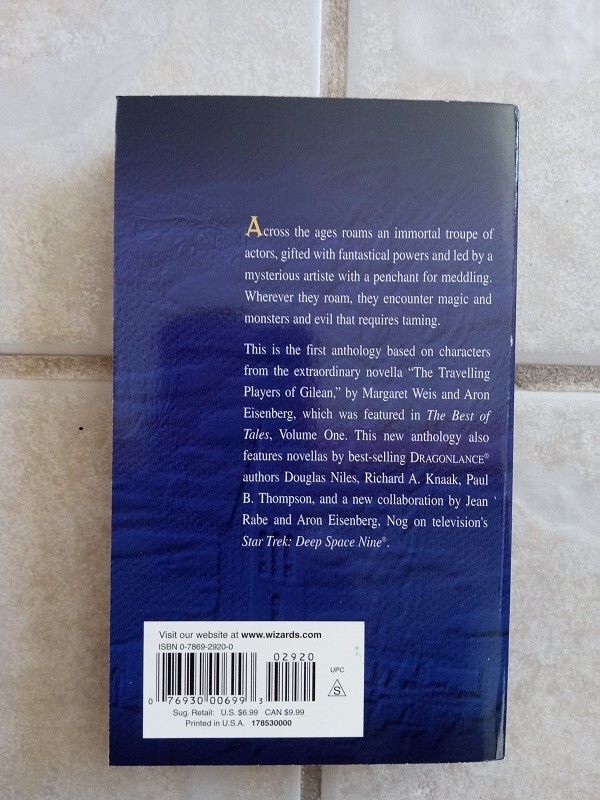 Across the ages roams an immortal troupe of
actors, gifted with fantastical powers and led by a
mysterious artiste with a penchant for meddling.
Wherever they roam, they encounter magic and
monsters and evil that requires taming.
This is the first anthology based on characters
from the extraordinary novella “The Travelling
Players of Gilean,” by Margaret Weis and Aron
Eisenberg, which was featured in The Best of
Tales, Volume One. This new anthology also
features novellas by best-selling DRAGONLANCE®
authors Douglas Niles, Richard A. Knaak, Paul
B. Thompson, and a new collaboration by Jean
Rabe and Aron Eisenberg, Nog on television's
Star Trek: Deep Space Nine®.
Visit our website at www.wizards.com
ISBN 0-7869-2920-0
02920
UPC
S
0 76930 00699 3
Sug. Retail: U.S. $6.99 CAN $9.99
Printed in U.S.A. 178530000